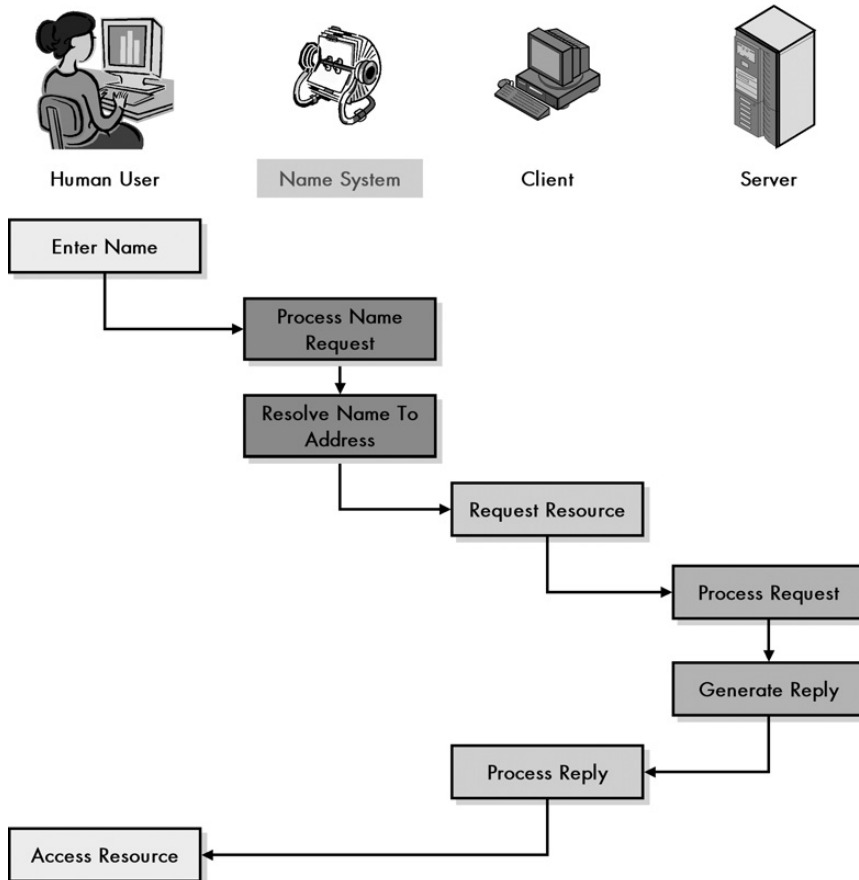 Human User
Name System
Client
Server
Enter Name
Process Name
Request
Resolve Name To
Address
Request Resource
Process Request
Generate Reply
Process Reply
Access Resource